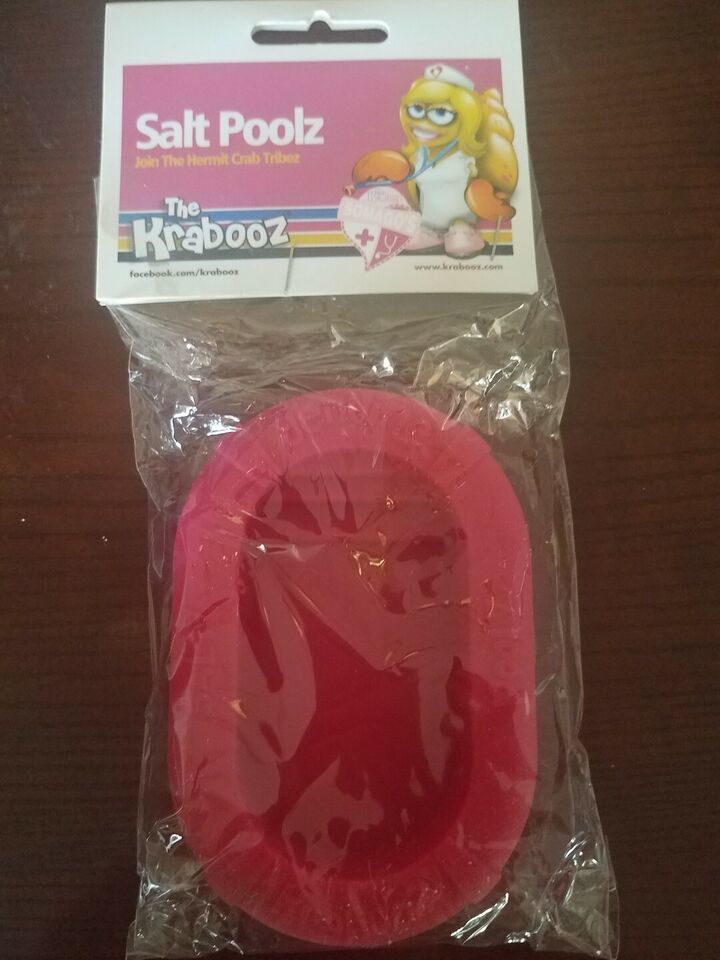 Salt Poolz
Join The Hermit Crab Tribez
The
Krabooz
facebook.com/krabooz
www.krabooz.com